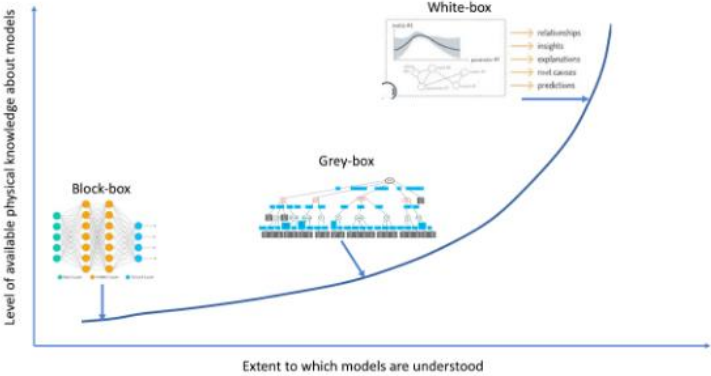 White-box
relationships
insights
explanations
root causes
predictions
Grey-box
Block-box
Level of available physical knowledge about models
Extent to which models are understood